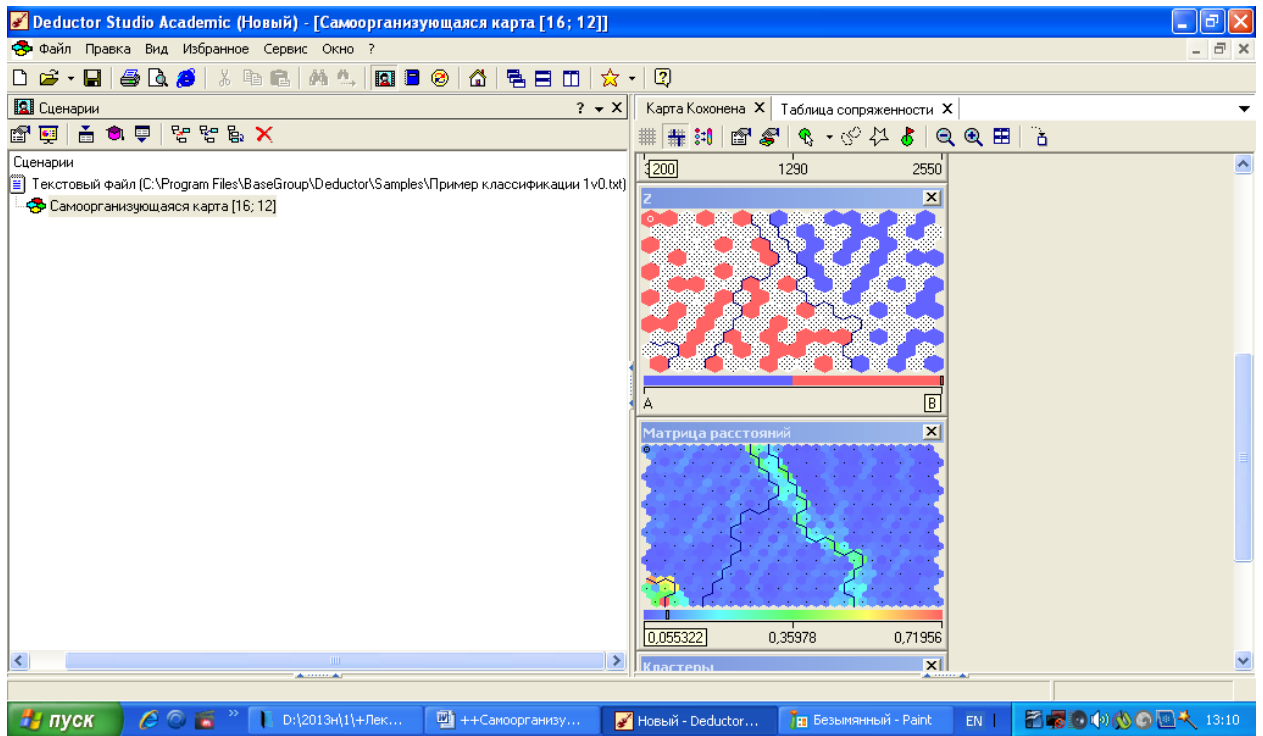 Deductor Studio Academic (Новый) - [Самоорганизующаяся карта [16; 12]]
Файл Правка Вид Избранное Сервис Окно ?
Сценарии
Карта Кохонена
Таблица сопряженности
Сценарии
Текстовый файл (C:\Program Files\BaseGroup\Deductor\Samples\Пример классификации 1v0.txt)
Самоорганизующаяся карта [16; 12]
200 1290 2550
Z
A B
Матрица расстояний
0,055322 0,35978 0,71956
Кластеры
пуск
D:\2013н\1\+Лек...
++Самоорганизу...
Новый - Deductor...
Безымянный - Paint
EN
13:10